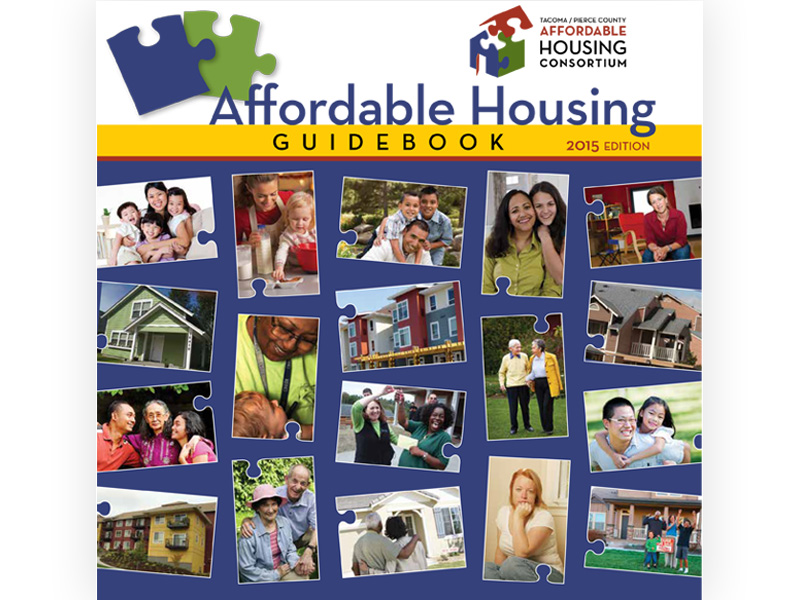 TACOMA / PIERCE COUNTY
AFFORDABLE
HOUSING
CONSORTIUM
Affordable Housing
GUIDEBOOK
2015 EDITION